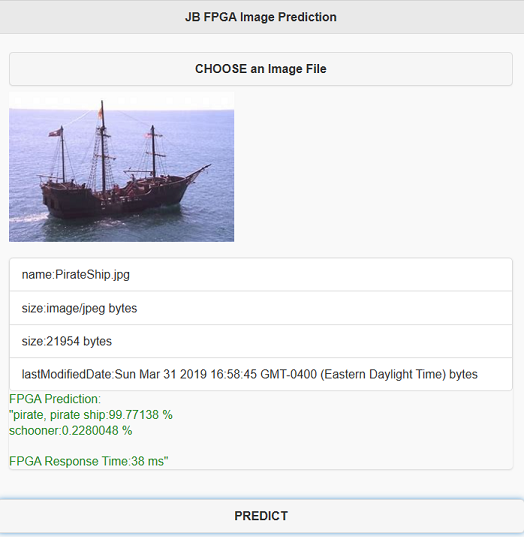 JB FPGA Image Prediction
CHOOSE an Image File
name:PirateShip.jpg
size:image/jpeg bytes
size:21954 bytes
lastModifiedDate:Sun Mar 31 2019 16:58:45 GMT-0400 (Eastern Daylight Time) bytes
FPGA Prediction:
"pirate, pirate ship:99.77138 %
schooner:0.2280048 %
FPGA Response Time:38 ms"
PREDICT